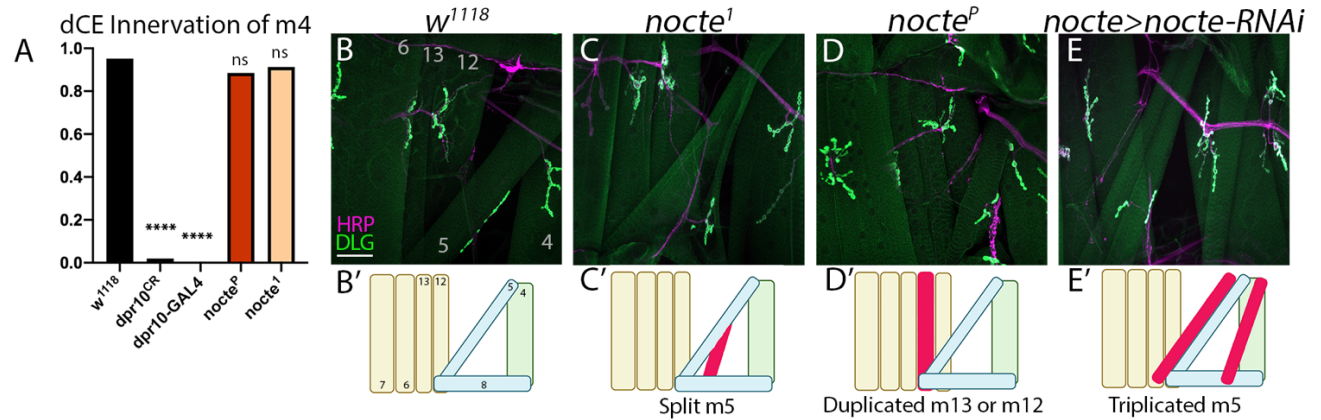 dCE Innervation of m4
w1118
nocte1
nocteP
nocte>nocte-RNAi
A
1.0
0.8
0.6
0.4
0.2
0.0
****
****
ns
ns
w1118
dpr10CR
dpr10-GAL4
nocteP
nocte1
B
6
13
12
HRP
DLG
5
4
C
D
E
B'
13
12
5
4
7
6
8
C'
Split m5
D'
Duplicated m13 or m12
E'
Triplicated m5